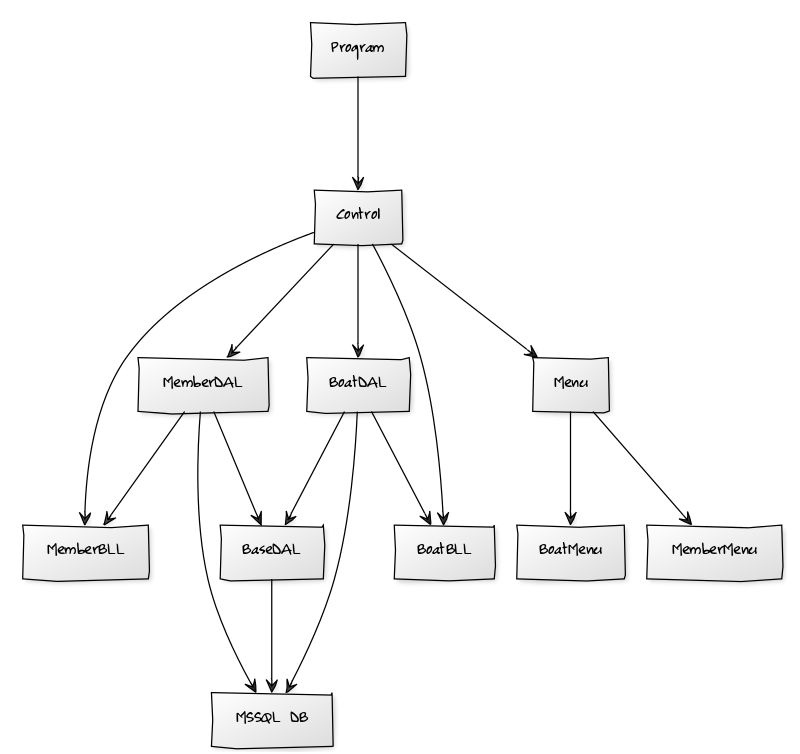 Program
Control
MemberDAL
BoatDAL
Menu
MemberBLL
BaseDAL
BoatBLL
BoatMenu
MemberMenu
MSSQL DB